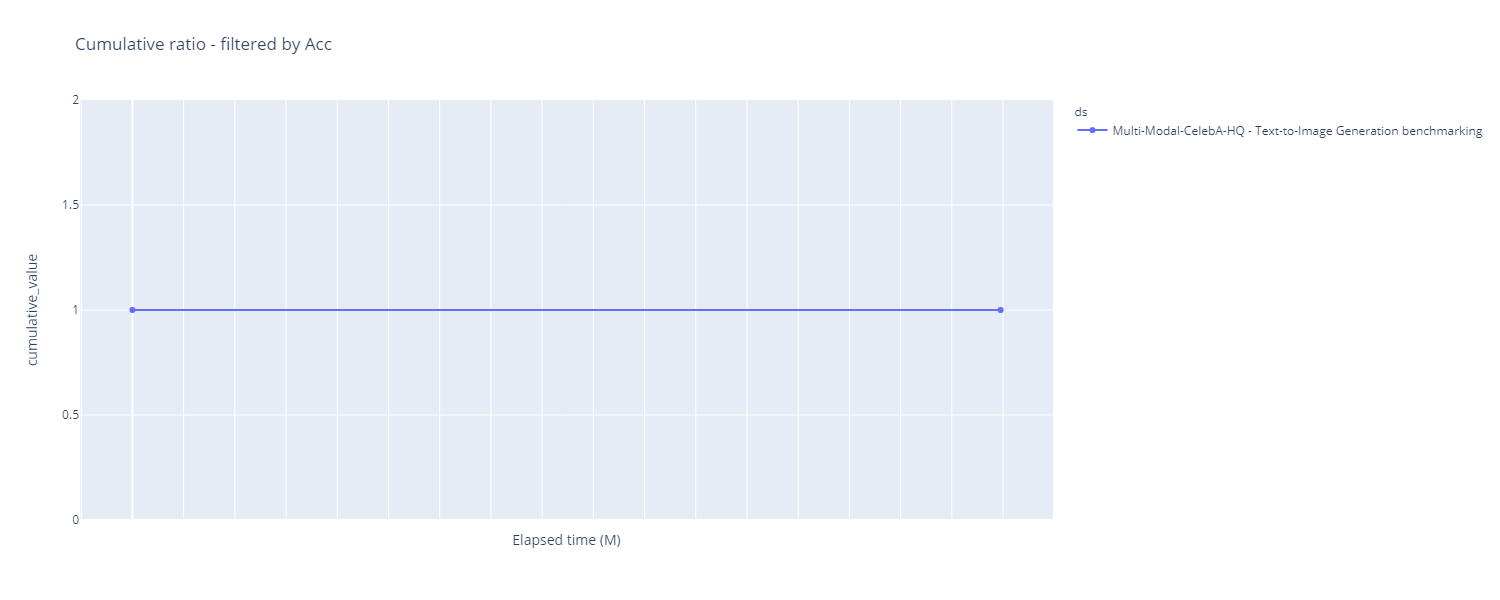 Cumulative ratio - filtered by Acc
2
1.5
1
0.5
0
cumulative_value
Elapsed time (M)
ds
Multi-Modal-CelebA-HQ - Text-to-Image Generation benchmarking